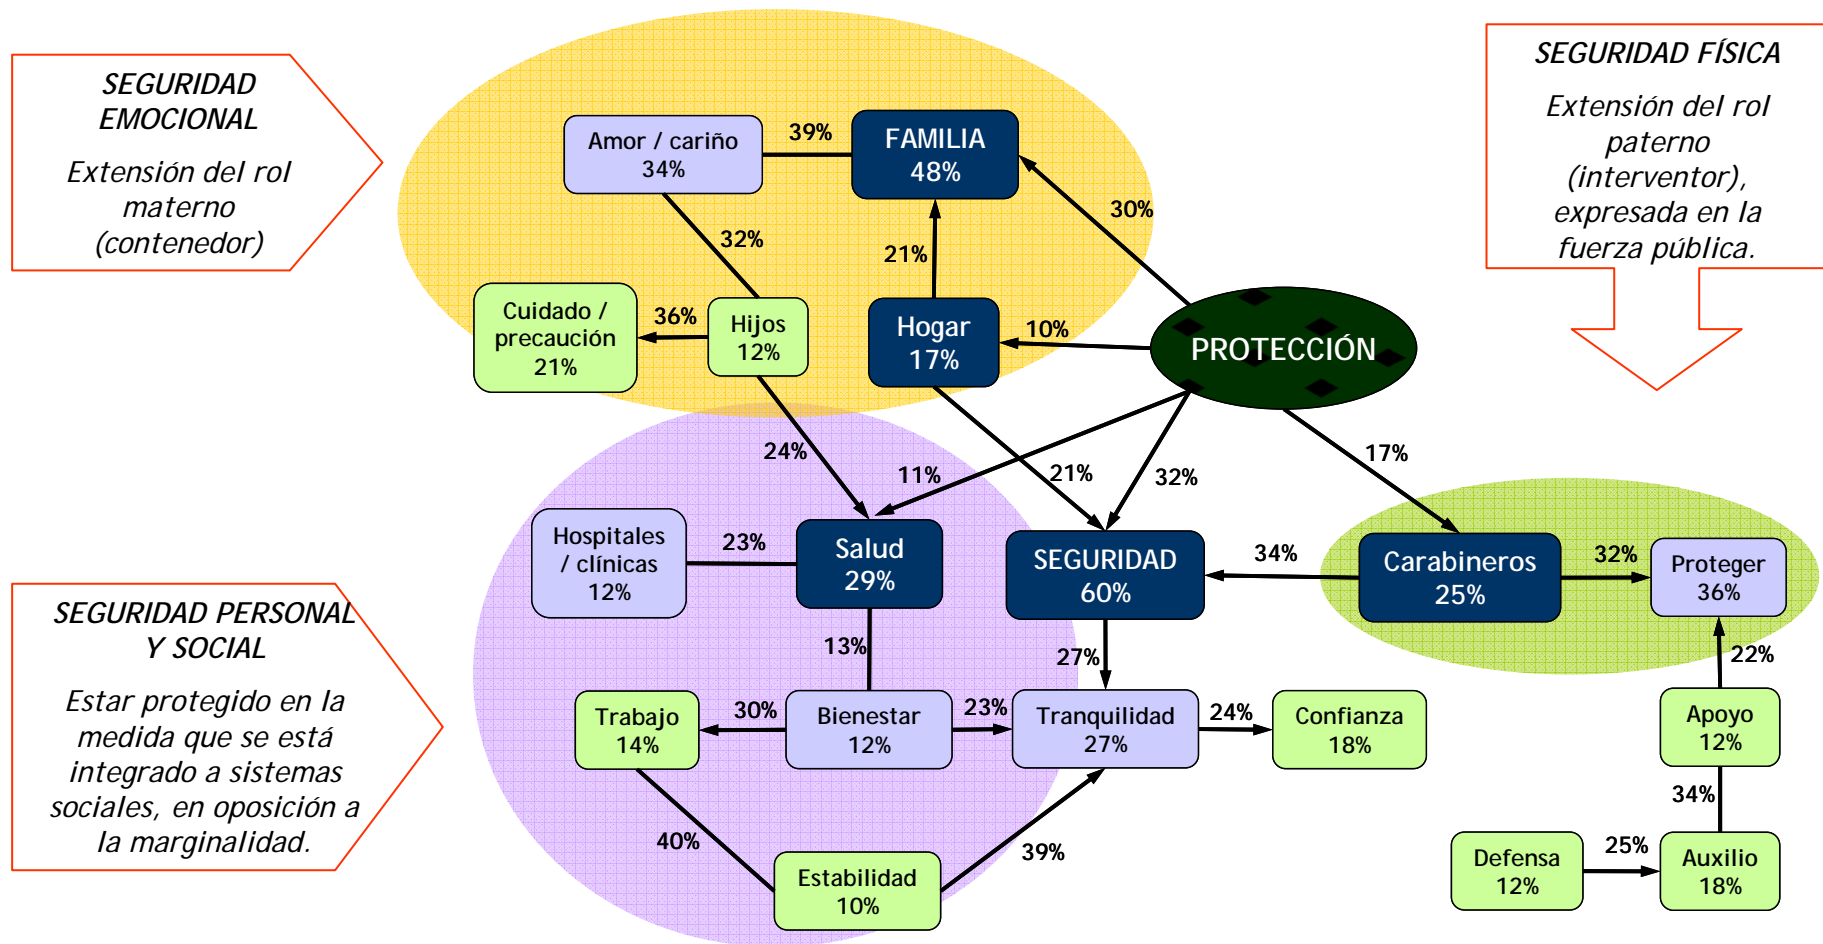 SEGURIDAD
EMOCIONAL
Extensión del rol
materno
(contenedor)
SEGURIDAD FÍSICA
Extensión del rol
paterno
(interventor),
expresada en la
fuerza pública.
Amor / cariño
34%
39%
FAMILIA
48%
30%
32%
21%
Cuidado /
precaución
21%
36%
Hijos
12%
Hogar
17%
10%
PROTECCIÓN
24%
11%
21%
32%
17%
Hospitales
/ clínicas
12%
23%
Salud
29%
SEGURIDAD
60%
34%
Carabineros
25%
32%
Proteger
36%
SEGURIDAD PERSONAL
Y SOCIAL
Estar protegido en la
medida que se está
integrado a sistemas
sociales, en oposición a
la marginalidad.
13%
27%
22%
Trabajo
14%
30%
Bienestar
12%
23%
Tranquilidad
27%
24%
Confianza
18%
Apoyo
12%
40%
39%
34%
Estabilidad
10%
Defensa
12%
25%
Auxilio
18%